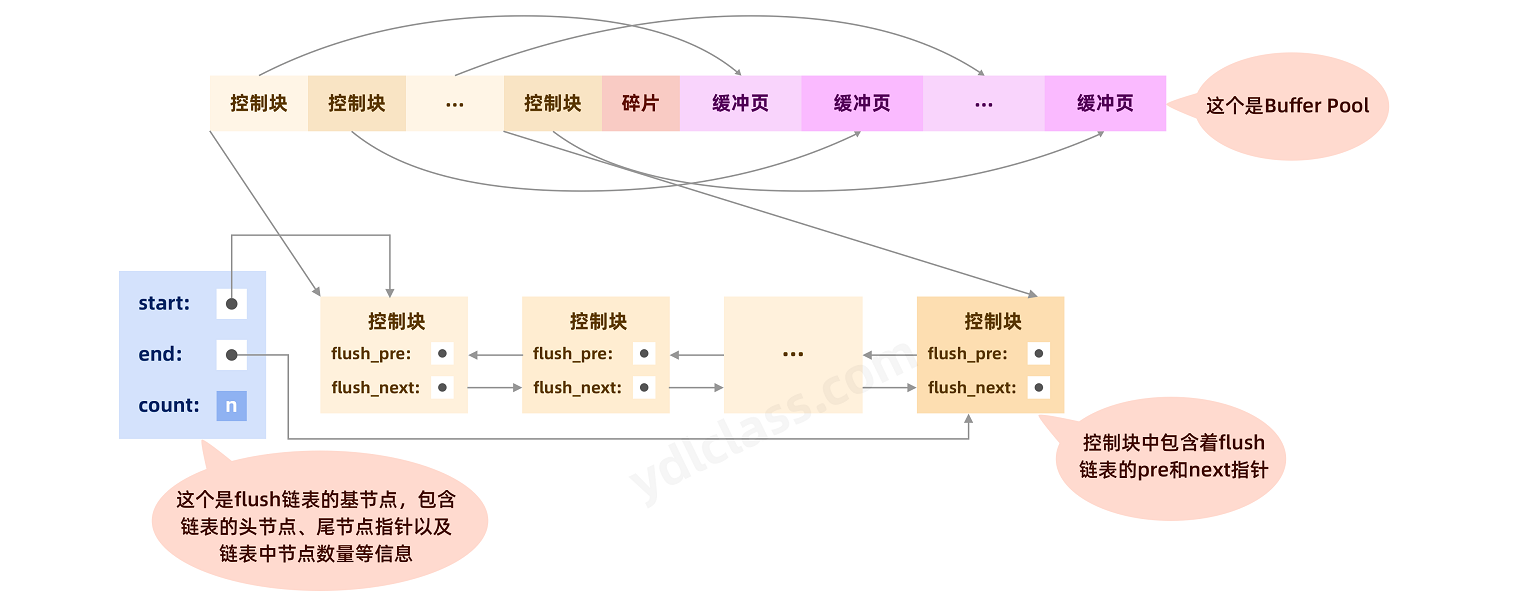 控制块
控制块
...
控制块
碎片
缓冲页
缓冲页
...
缓冲页
这个是Buffer Pool
start:
end:
count:
n
控制块
flush_pre:
flush_next:
控制块
flush_pre:
flush_next:
...
控制块
flush_pre:
flush_next:
控制块中包含着flush
链表的pre和next指针
这个是flush链表的基节点，包含
链表的头节点、尾节点指针以及
链表中节点数量等信息
ydlclass.com